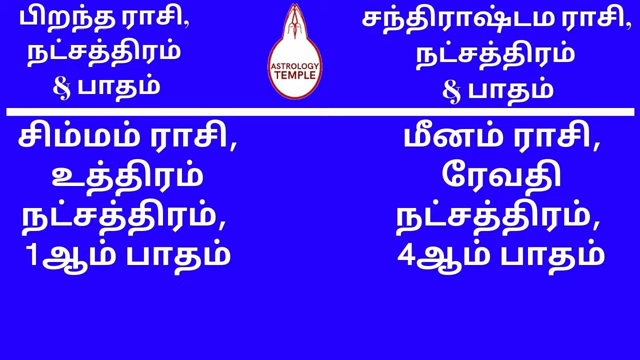 பிறந்த ராசி,
நட்சத்திரம்
& பாதம்
ASTROLOGY
TEMPLE
சந்திராஷ்டம ராசி,
நட்சத்திரம்
& பாதம்
சிம்மம் ராசி,
உத்திரம்
நட்சத்திரம்,
1ஆம் பாதம்
மீனம் ராசி,
ரேவதி
நட்சத்திரம்,
4ஆம் பாதம்